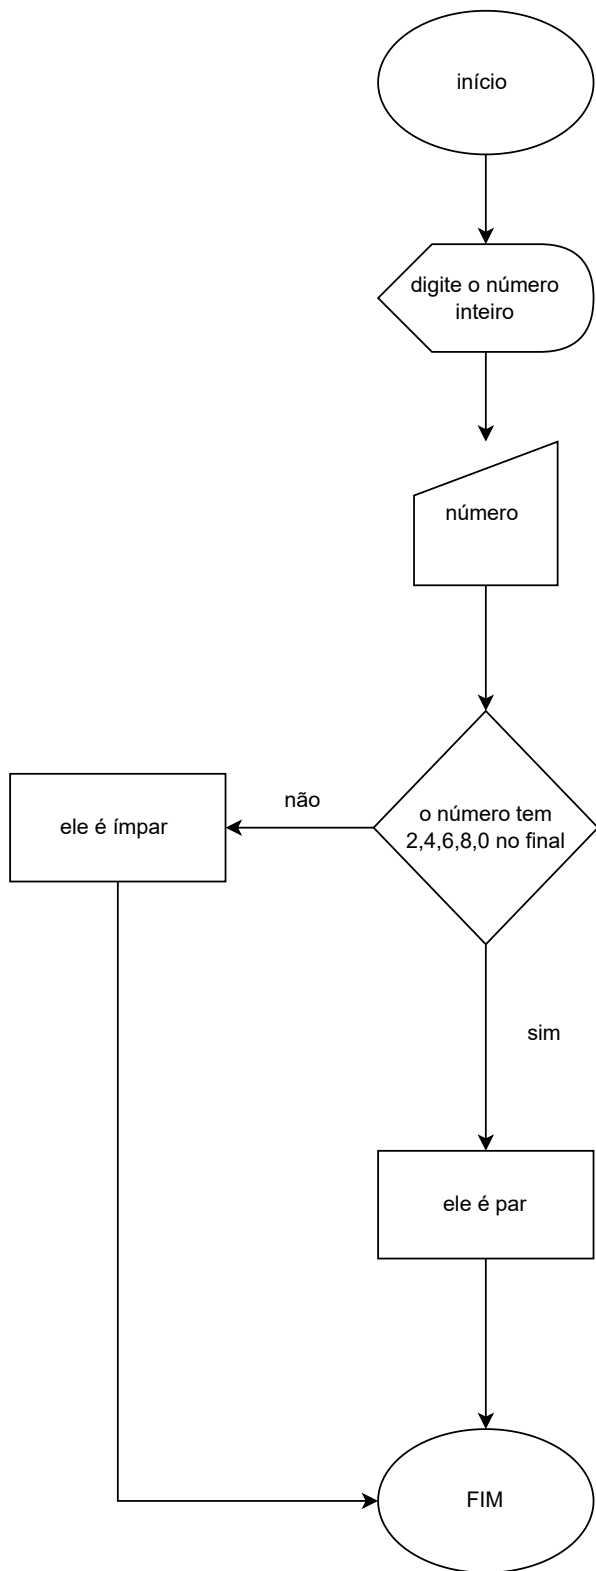 início
digite o número
inteiro
número
não
ele é ímpar
o número tem
2,4,6,8,0 no final
sim
ele é par
FIM